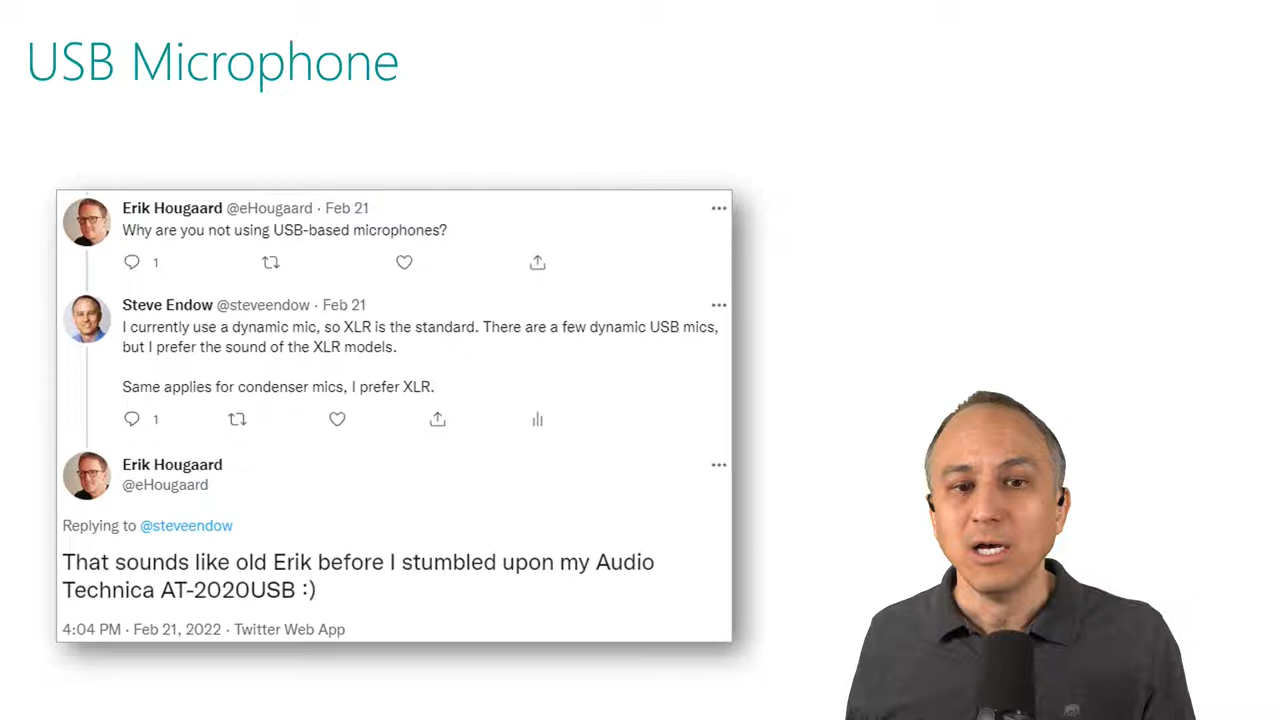 USB Microphone
Erik Hougaard @eHougaard · Feb 21
Why are you not using USB-based microphones?
1
Steve Endow @steveendow · Feb 21
I currently use a dynamic mic, so XLR is the standard. There are a few dynamic USB mics,
but I prefer the sound of the XLR models.
Same applies for condenser mics, I prefer XLR.
1
Erik Hougaard
@eHougaard
Replying to @steveendow
That sounds like old Erik before I stumbled upon my Audio
Technica AT-2020USB :)
4:04 PM · Feb 21, 2022 · Twitter Web App